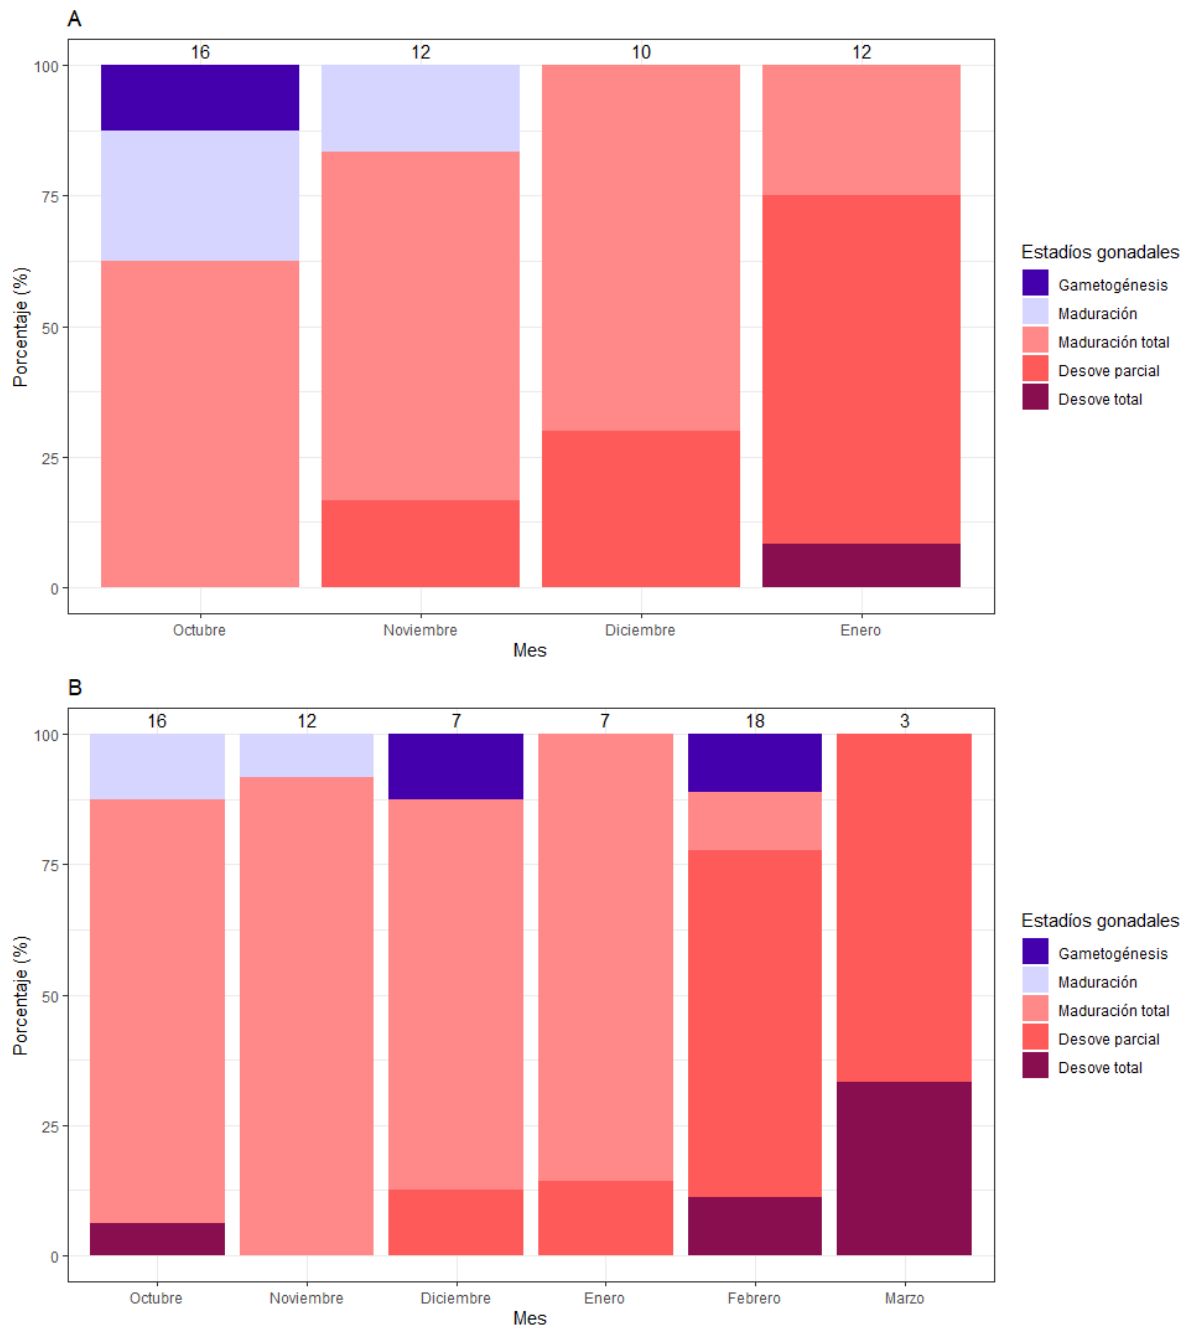 A
16 12 10 12
100
75
50
25
0
Porcentaje (%)
Octubre Noviembre Diciembre Enero
Mes
Estadíos gonadales
Gametogénesis
Maduración
Maduración total
Desove parcial
Desove total
B
16 12 7 7 18 3
100
75
50
25
0
Porcentaje (%)
Octubre Noviembre Diciembre Enero Febrero Marzo
Mes
Estadíos gonadales
Gametogénesis
Maduración
Maduración total
Desove parcial
Desove total